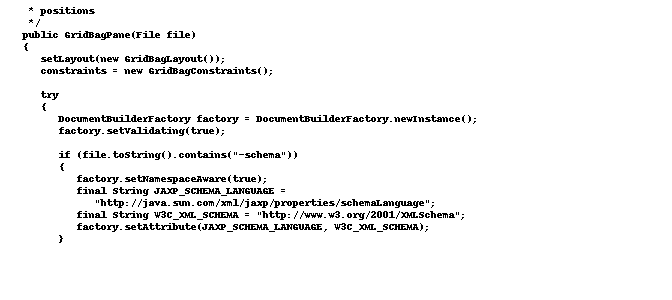 * positions
*/
public GridBagPane(File file)
{
setLayout(new GridBagLayout());
constraints = new GridBagConstraints();
try
{
DocumentBuilderFactory factory = DocumentBuilderFactory.newInstance();
factory.setValidating(true);
if (file.toString().contains("-schema"))
{
factory.setNamespaceAware(true);
final String JAXP_SCHEMA_LANGUAGE =
"http://java.sun.com/xml/jaxp/properties/schemaLanguage";
final String W3C_XML_SCHEMA = "http://www.w3.org/2001/XMLSchema";
factory.setAttribute(JAXP_SCHEMA_LANGUAGE, W3C_XML_SCHEMA);
}